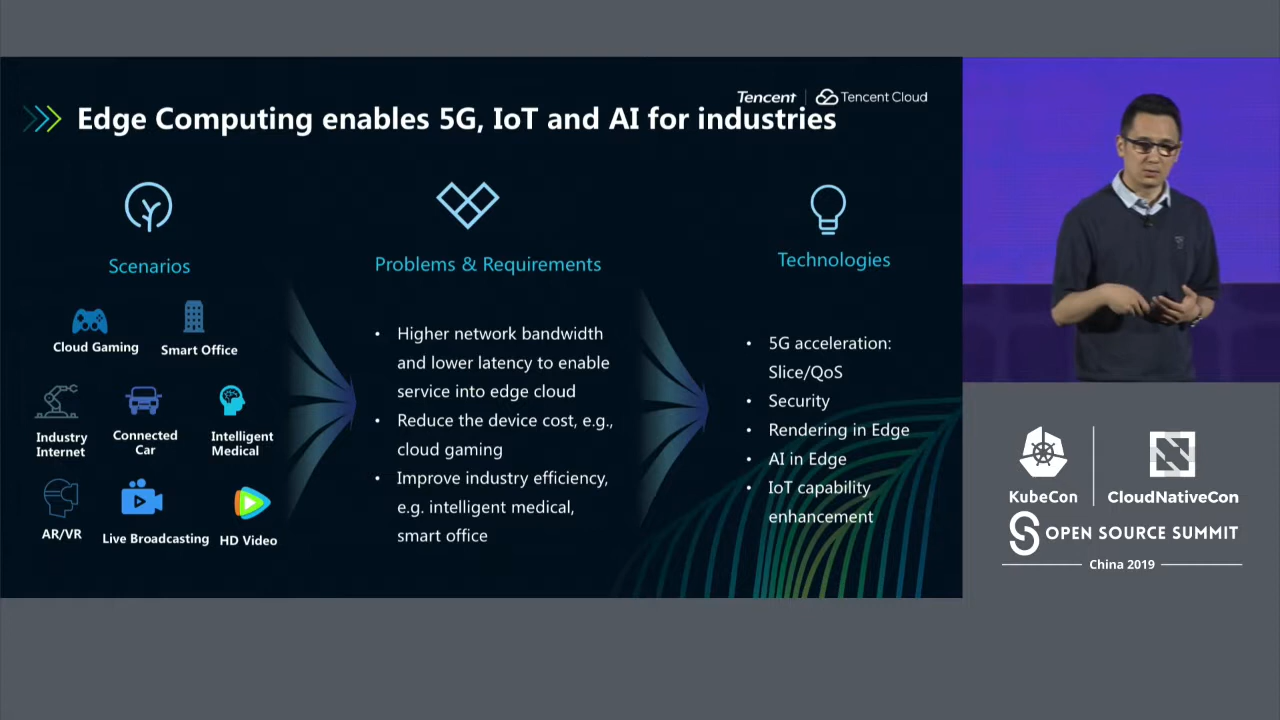 Tencent | Tencent Cloud
Edge Computing enables 5G, IoT and AI for industries
Scenarios
Cloud Gaming
Smart Office
Industry
Internet
Connected
Car
Intelligent
Medical
AR/VR
Live Broadcasting
HD Video
Problems & Requirements
• Higher network bandwidth
and lower latency to enable
service into edge cloud
• Reduce the device cost, e.g.,
cloud gaming
• Improve industry efficiency,
e.g. intelligent medical,
smart office
Technologies
• 5G acceleration:
Slice/QoS
• Security
• Rendering in Edge
• AI in Edge
• IoT capability
enhancement
KubeCon
CloudNativeCon
OPEN SOURCE SUMMIT
China 2019